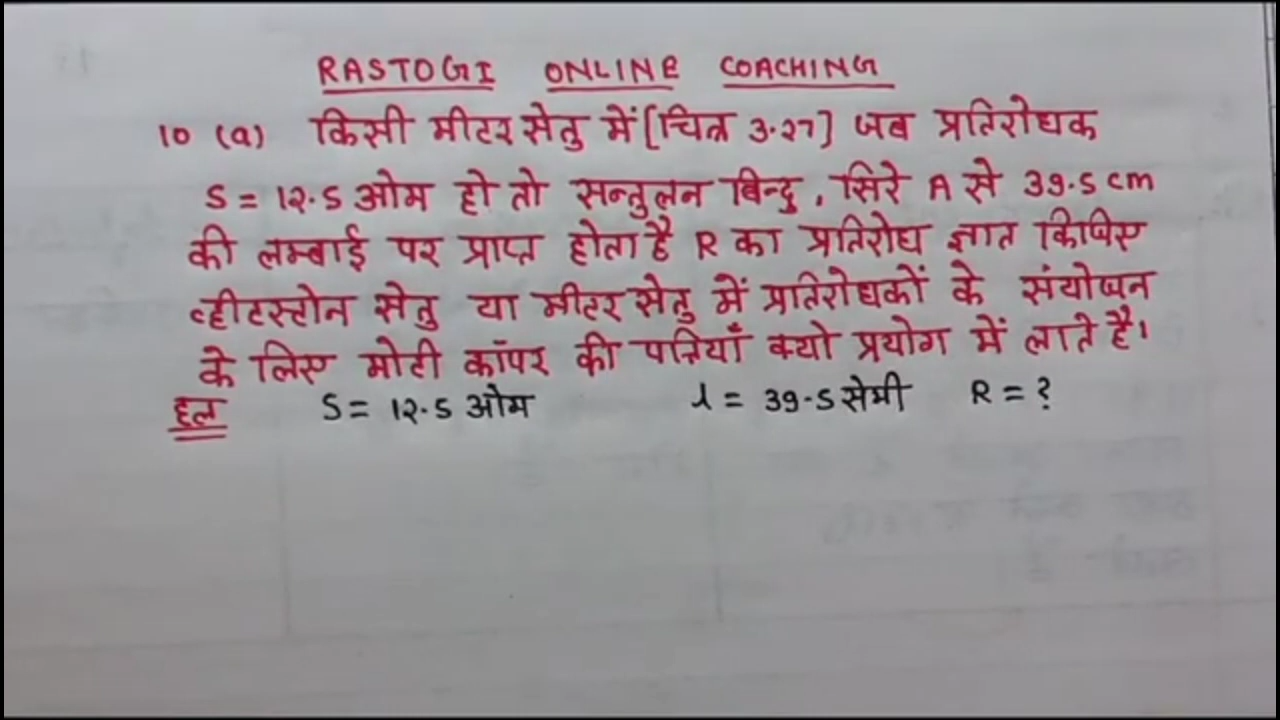 RASTOGI ONLINE COACHING
10 (a) किसी मीटर सेतु में [चित्र 3.27] जब प्रतिरोधक
S = 12.5 ओम हो तो सन्तुलन बिन्दु, सिरे A से 39.5 cm
की लम्बाई पर प्राप्त होता है R का प्रतिरोध ज्ञात किजिए
व्हीटस्टोन सेतु या मीटर सेतु में प्रतिरोधकों के संयोजन
के लिए मोटी कॉपर की पत्तियाँ क्यो प्रयोग में लाते है।
हल S = 12.5 ओम l = 39.5 सेमी R = ?